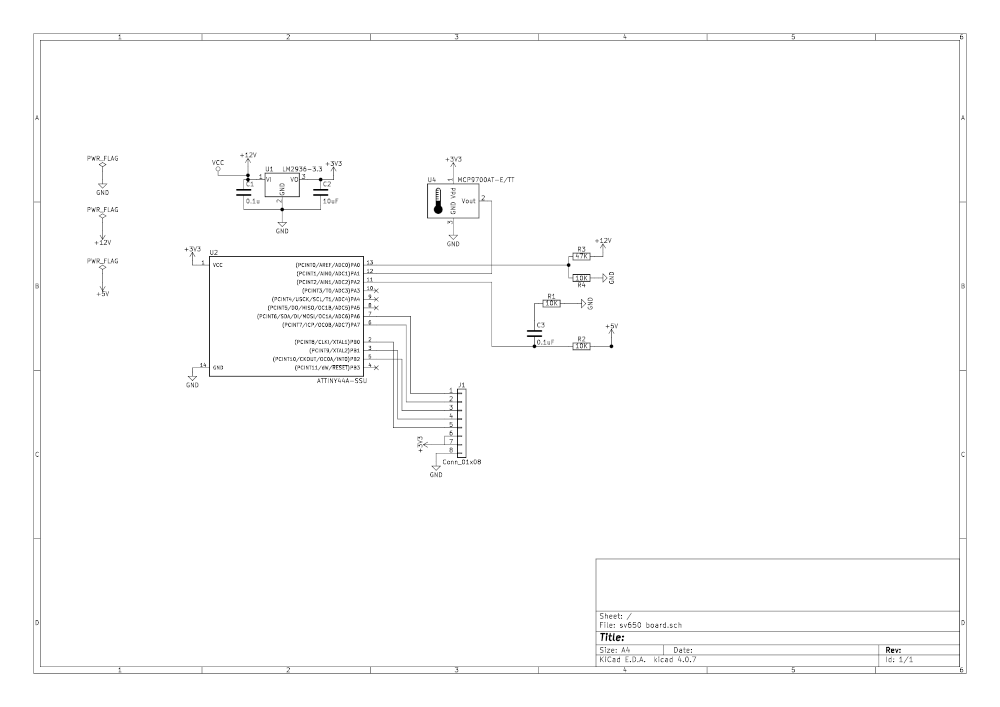 1 2 3 4 5 6
A A
PWR_FLAG
GND
PWR_FLAG
+12V
PWR_FLAG
+5V
VCC
+12V
U1 LM2936-3.3
+3V3
1 VI VO 3
GND
2
C1
0.1u
C2
10uF
GND
+3V3
U4 MCP9700AT-E/TT
1
Vdd
Vout 2
GND
3
GND
B B
+3V3
U2
1 VCC
(PCINT0/AREF/ADC0)PA0 13
(PCINT1/AIN0/ADC1)PA1 12
(PCINT2/AIN1/ADC2)PA2 11
(PCINT3/T0/ADC3)PA3 10
(PCINT4/USCK/SCL/T1/ADC4)PA4 9
(PCINT5/DO/MISO/OC1B/ADC5)PA5 8
(PCINT6/SDA/DI/MOSI/OC1A/ADC6)PA6 7
(PCINT7/ICP/OC0B/ADC7)PA7 6
(PCINT8/CLKI/XTAL1)PB0 2
(PCINT9/XTAL2)PB1 3
(PCINT10/CKOUT/OC0A/INT0)PB2 5
14 GND (PCINT11/dW/RESET)PB3 4
GND
ATTINY44A-SSU
+12V
R3
47K
10K
R4
GND
R1
10K
GND
C3
0.1uF
R2
10K
+5V
J1
1
2
3
4
5
6
7
8
+3V3
GND
Conn_01x08
C C
D D
Sheet: /
File: sv650 board.sch
Title:
Size: A4 Date: Rev:
KiCad E.D.A. kicad 4.0.7 Id: 1/1
1 2 3 4 5 6